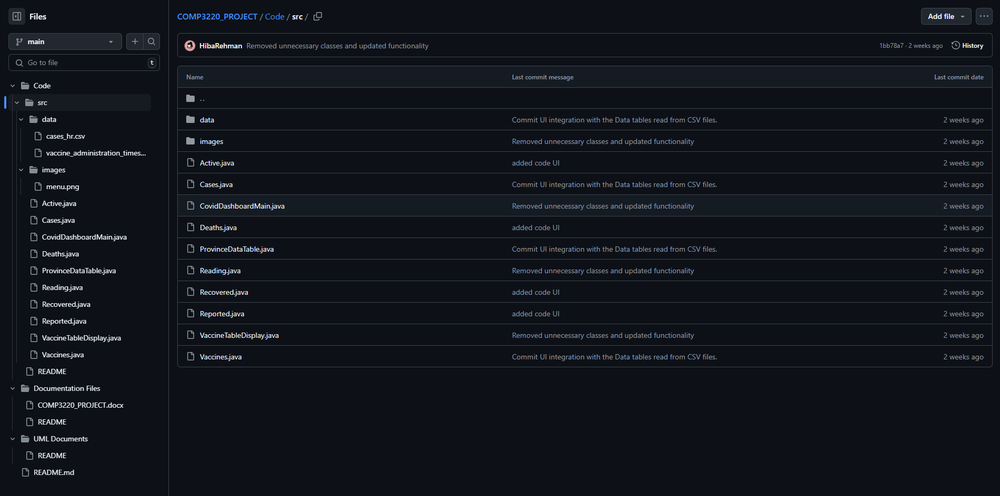 Files
main
Go to file
t
Code
src
data
cases_hr.csv
vaccine_administration_times...
images
menu.png
Active.java
Cases.java
CovidDashboardMain.java
Deaths.java
ProvinceDataTable.java
Reading.java
Recovered.java
Reported.java
VaccineTableDisplay.java
Vaccines.java
README
Documentation Files
COMP3220_PROJECT.docx
README
UML Documents
README
README.md
COMP3220_PROJECT / Code / src /
Add file
HibaRehman Removed unnecessary classes and updated functionality 1bb78a7 · 2 weeks ago History
Name Last commit message Last commit date
..
data Commit UI integration with the Data tables read from CSV files. 2 weeks ago
images Removed unnecessary classes and updated functionality 2 weeks ago
Active.java added code UI 2 weeks ago
Cases.java Commit UI integration with the Data tables read from CSV files. 2 weeks ago
CovidDashboardMain.java Removed unnecessary classes and updated functionality 2 weeks ago
Deaths.java added code UI 2 weeks ago
ProvinceDataTable.java Commit UI integration with the Data tables read from CSV files. 2 weeks ago
Reading.java Removed unnecessary classes and updated functionality 2 weeks ago
Recovered.java added code UI 2 weeks ago
Reported.java added code UI 2 weeks ago
VaccineTableDisplay.java Removed unnecessary classes and updated functionality 2 weeks ago
Vaccines.java Commit UI integration with the Data tables read from CSV files. 2 weeks ago